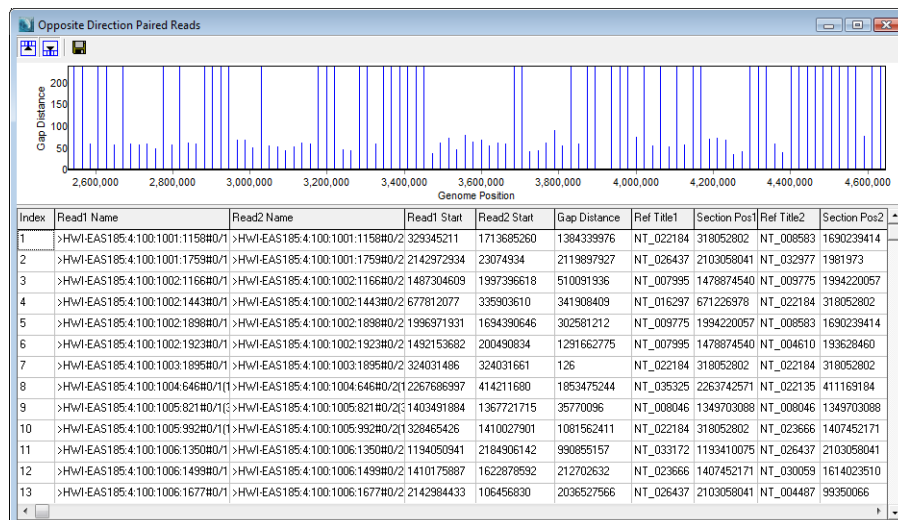 Opposite Direction Paired Reads
200
150
100
50
0
Gap Distance
2,600,000 2,800,000 3,000,000 3,200,000 3,400,000 3,600,000 3,800,000 4,000,000 4,200,000 4,400,000 4,600,000
Genome Position
Index Read1 Name Read2 Name Read1 Start Read2 Start Gap Distance Ref Title1 Section Pos1 Ref Title2 Section Pos2
1 >HWI-EAS185:4:100:1001:1158#0/1 >HWI-EAS185:4:100:1001:1158#0/2 329345211 1713685260 1384339976 NT_022184 318052802 NT_008583 1690239414
2 >HWI-EAS185:4:100:1001:1759#0/1 >HWI-EAS185:4:100:1001:1759#0/2 2142972934 23074934 2119897927 NT_026437 2103058041 NT_032977 1981973
3 >HWI-EAS185:4:100:1002:1166#0/1 >HWI-EAS185:4:100:1002:1166#0/2 1487304609 1997396618 510091936 NT_007995 1478874540 NT_009775 1994220057
4 >HWI-EAS185:4:100:1002:1443#0/1 >HWI-EAS185:4:100:1002:1443#0/2 677812077 335903610 341908409 NT_016297 671226978 NT_022184 318052802
5 >HWI-EAS185:4:100:1002:1898#0/1 >HWI-EAS185:4:100:1002:1898#0/2 1996971931 1694390646 302581212 NT_009775 1994220057 NT_008583 1690239414
6 >HWI-EAS185:4:100:1002:1923#0/1 >HWI-EAS185:4:100:1002:1923#0/2 1492153682 200490834 1291662775 NT_007995 1478874540 NT_004610 193628460
7 >HWI-EAS185:4:100:1003:1895#0/1 >HWI-EAS185:4:100:1003:1895#0/2 324031486 324031661 126 NT_022184 318052802 NT_022184 318052802
8 >HWI-EAS185:4:100:1004:646#0/1(1 >HWI-EAS185:4:100:1004:646#0/2(1 2267686997 414211680 1853475244 NT_035325 2263742571 NT_022135 411169184
9 >HWI-EAS185:4:100:1005:821#0/1(3 >HWI-EAS185:4:100:1005:821#0/2(3 1403491884 1367721715 35770096 NT_008046 1349703088 NT_008046 1349703088
10 >HWI-EAS185:4:100:1005:992#0/1(1 >HWI-EAS185:4:100:1005:992#0/2(1 328465426 1410027901 1081562411 NT_022184 318052802 NT_023666 1407452171
11 >HWI-EAS185:4:100:1006:1350#0/1 >HWI-EAS185:4:100:1006:1350#0/2 1194050941 2184906142 990855157 NT_033172 1193410075 NT_026437 2103058041
12 >HWI-EAS185:4:100:1006:1499#0/1 >HWI-EAS185:4:100:1006:1499#0/2 1410175887 1622878592 212702632 NT_023666 1407452171 NT_030059 1614023510
13 >HWI-EAS185:4:100:1006:1677#0/1 >HWI-EAS185:4:100:1006:1677#0/2 2142984433 106456830 2036527566 NT_026437 2103058041 NT_004487 99350066